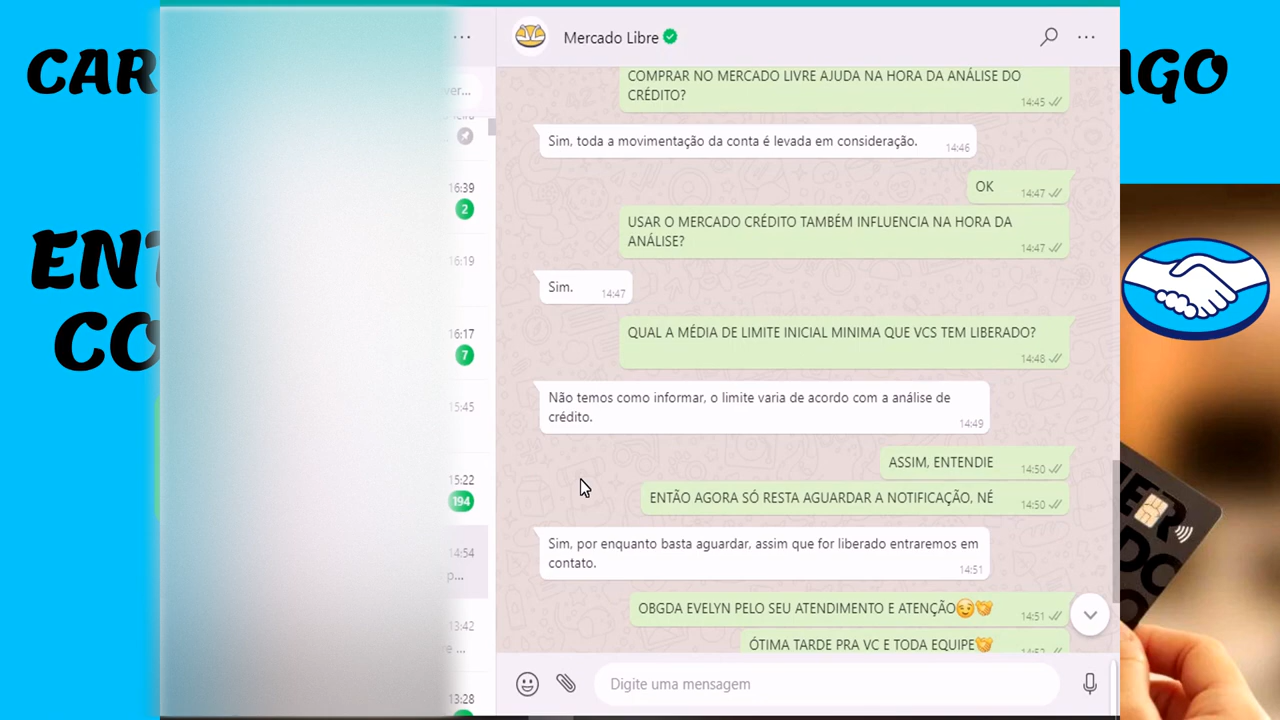 CAR
AGO
ENT
CO
Mercado Libre
COMPRAR NO MERCADO LIVRE AJUDA NA HORA DA ANÁLISE DO
CRÉDITO?
14:45
Sim, toda a movimentação da conta é levada em consideração.
14:46
OK
14:47
USAR O MERCADO CRÉDITO TAMBÉM INFLUENCIA NA HORA DA
ANÁLISE?
14:47
Sim.
14:47
QUAL A MÉDIA DE LIMITE INICIAL MINIMA QUE VCS TEM LIBERADO?
14:48
Não temos como informar, o limite varia de acordo com a análise de
crédito.
14:49
ASSIM, ENTENDIE
14:50
ENTÃO AGORA SÓ RESTA AGUARDAR A NOTIFICAÇÃO, NÉ
14:50
Sim, por enquanto basta aguardar, assim que for liberado entraremos em
contato.
14:51
OBGDA EVELYN PELO SEU ATENDIMENTO E ATENÇÃO😉👏
14:51
ÓTIMA TARDE PRA VC E TODA EQUIPE👏
14:52
Digite uma mensagem
ver...
16:39
2
16:19
16:17
7
15:45
15:22
194
14:54
p...
13:42
e ...
13:28